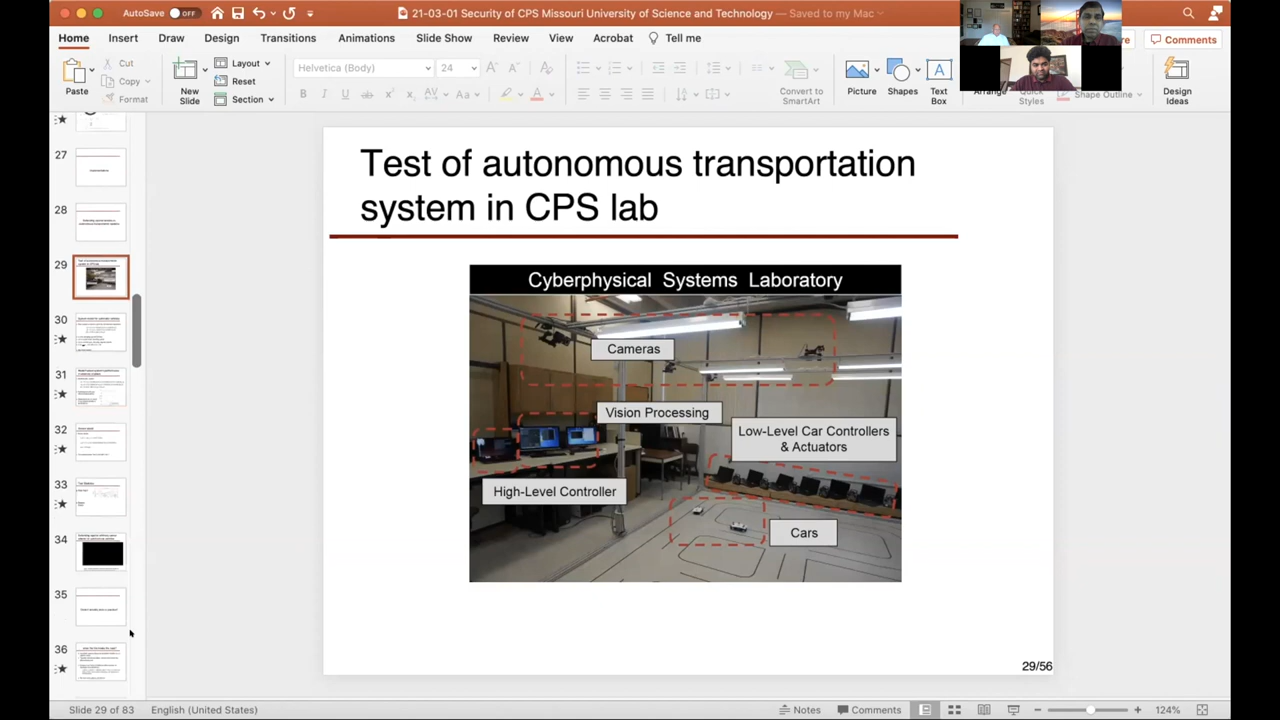 AutoSave OFF
21-03-01 Security of CPS Missouri University of Science and Technology — Saved to my Mac
Home Insert Draw Design Transitions Animations Slide Show Review View Acrobat Tell me
Comments
Paste
Cut
Copy
Format
New Slide
Layout
Reset
Section
24
Convert to SmartArt
Picture
Shapes
Text Box
Arrange
Quick Styles
Shape Outline
Design Ideas
27
28
29
30
31
32
33
34
35
36
Test of autonomous transportation
system in CPS lab
Cyberphysical Systems Laboratory
Cameras
Vision Processing
Low-Level Car Controllers
& Actuators
High-Level Controller
Cars
29/56
Slide 29 of 83 English (United States) Notes Comments 124%